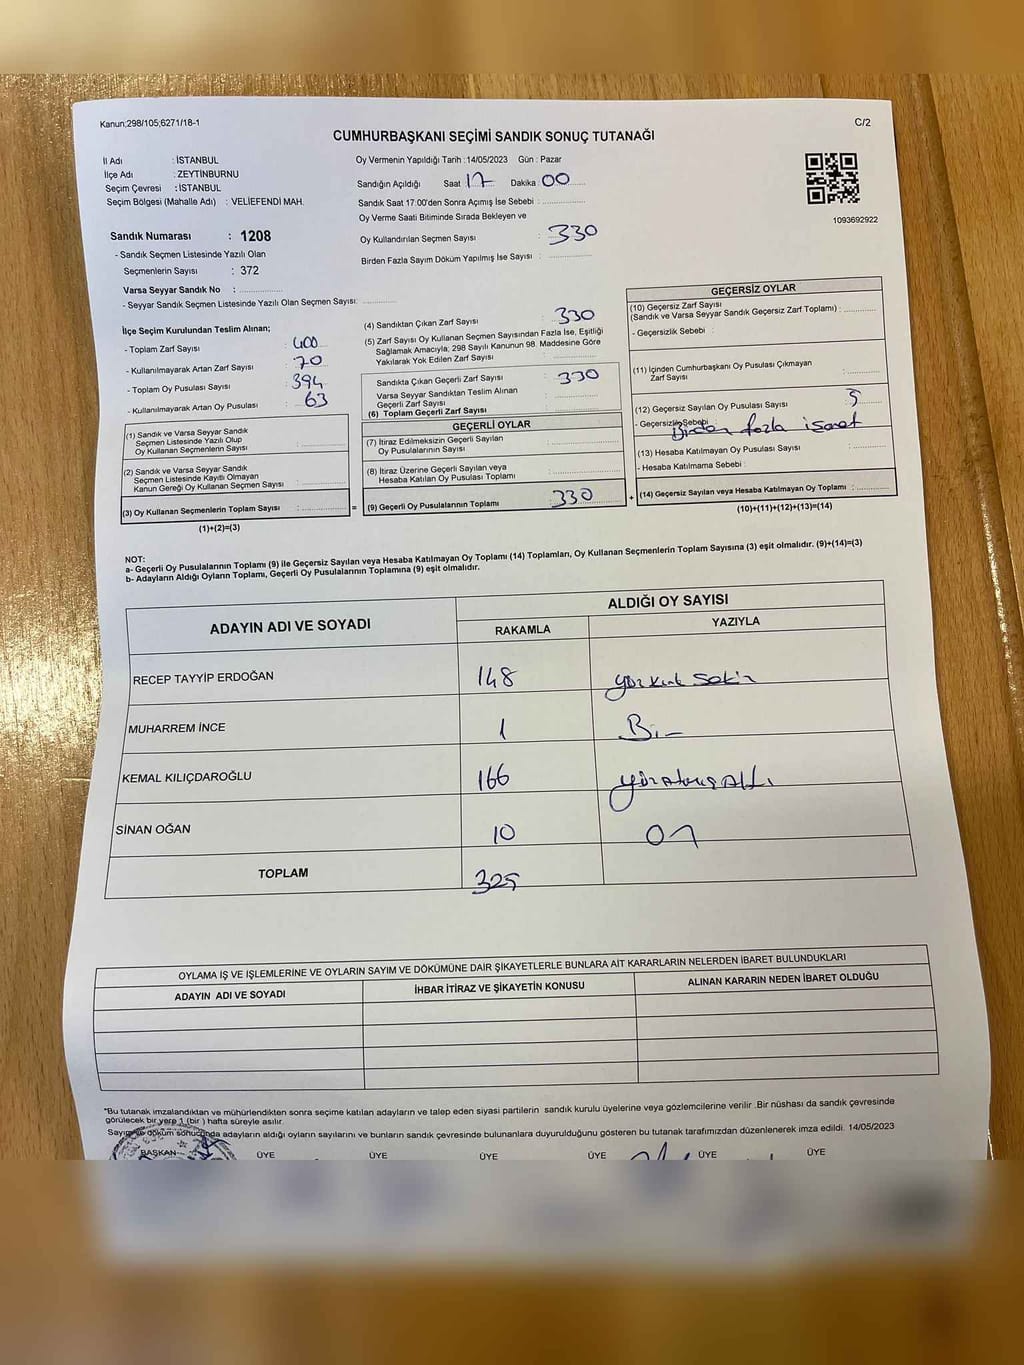 Kanun;298/105;6271/18-1
C/2
CUMHURBAŞKANI SEÇİMİ SANDIK SONUÇ TUTANAĞI
İl Adı : İSTANBUL
İlçe Adı : ZEYTİNBURNU
Seçim Çevresi : İSTANBUL
Seçim Bölgesi (Mahalle Adı) : VELİEFENDİ MAH.
Sandık Numarası : 1208
- Sandık Seçmen Listesinde Yazılı Olan
Seçmenlerin Sayısı : 372
Varsa Seyyar Sandık No :
- Seyyar Sandık Seçmen Listesinde Yazılı Olan Seçmen Sayısı:
Oy Vermenin Yapıldığı Tarih :14/05/2023 Gün : Pazar
Sandığın Açıldığı Saat 17 Dakika 00
Sandık Saat 17:00'den Sonra Açımış İse Sebebi :
Oy Verme Saati Bitiminde Sırada Bekleyen ve
Oy Kullandırılan Seçmen Sayısı : 330
Birden Fazla Sayım Döküm Yapılmış İse Sayısı :
1093692922
İlçe Seçim Kurulundan Teslim Alınan;
- Toplam Zarf Sayısı : 400
- Kullanılmayarak Artan Zarf Sayısı : 70
- Toplam Oy Pusulası Sayısı : 394
- Kullanılmayarak Artan Oy Pusulası : 63
(1) Sandık ve Varsa Seyyar Sandık
Seçmen Listesinde Yazılı Olup
Oy Kullanan Seçmen Sayısı :
(2) Sandık ve Varsa Seyyar Sandık
Seçmen Listesinde Kayıtlı Olmayan
Kanun Gereği Oy Kullanan Seçmen Sayısı :
(3) Oy Kullanan Seçmenlerin Toplam Sayısı :
(1)+(2)=(3)
=
(4) Sandıktan Çıkan Zarf Sayısı : 330
(5) Zarf Sayısı Oy Kullanan Seçmen Sayısından Fazla İse, Eşitliği
Sağlamak Amacıyla; 298 Sayılı Kanunun 98. Maddesine Göre
Yakılarak Yok Edilen Zarf Sayısı :
Sandıkta Çıkan Geçerli Zarf Sayısı : 330
Varsa Seyyar Sandıktan Teslim Alınan
Geçerli Zarf Sayısı :
(6) Toplam Geçerli Zarf Sayısı :
GEÇERLİ OYLAR
(7) İtiraz Edilmeksizin Geçerli Sayılan
Oy Pusulalarının Sayısı :
(8) İtiraz Üzerine Geçerli Sayılan veya
Hesaba Katılan Oy Pusulası Toplamı :
(9) Geçerli Oy Pusulalarının Toplamı : 330
+
GEÇERSİZ OYLAR
(10) Geçersiz Zarf Sayısı
(Sandık ve Varsa Seyyar Sandık Geçersiz Zarf Toplamı) :
- Geçersizlik Sebebi :
(11) İçinden Cumhurbaşkanı Oy Pusulası Çıkmayan
Zarf Sayısı :
(12) Geçersiz Sayılan Oy Pusulası Sayısı : 5
- Geçersizlik Sebebi birden fazla işaret
(13) Hesaba Katılmayan Oy Pusulası Sayısı :
- Hesaba Katılmama Sebebi :
(14) Geçersiz Sayılan veya Hesaba Katılmayan Oy Toplamı :
(10)+(11)+(12)+(13)=(14)
NOT:
a- Geçerli Oy Pusulalarının Toplamı (9) ile Geçersiz Sayılan veya Hesaba Katılmayan Oy Toplamı (14) Toplamları, Oy Kullanan Seçmenlerin Toplam Sayısına (3) eşit olmalıdır. (9)+(14)=(3)
b- Adayların Aldığı Oyların Toplamı, Geçerli Oy Pusulalarının Toplamına (9) eşit olmalıdır.
ADAYIN ADI VE SOYADI
ALDIĞI OY SAYISI
RAKAMLA YAZIYLA
RECEP TAYYİP ERDOĞAN 148 yüzkırk sekiz
MUHARREM İNCE 1 Bir
KEMAL KILIÇDAROĞLU 166 yüzatmış Altı
SİNAN OĞAN 10 On
TOPLAM 325
OYLAMA İŞ VE İŞLEMLERİNE VE OYLARIN SAYIM VE DÖKÜMÜNE DAİR ŞİKAYETLERLE BUNLARA AİT KARARLARIN NELERDEN İBARET BULUNDUKLARI
ADAYIN ADI VE SOYADI İHBAR İTİRAZ VE ŞİKAYETİN KONUSU ALINAN KARARIN NEDEN İBARET OLDUĞU
*Bu tutanak imzalandıktan ve mühürlendikten sonra seçime katılan adayların ve talep eden siyasi partilerin sandık kurulu üyelerine veya gözlemcilerine verilir .Bir nüshası da sandık çevresinde
görülecek bir yere 1 (bir ) hafta süreyle asılır.
Sayım ve döküm sonucunda adayların aldığı oyların sayılarını ve bunların sandık çevresinde bulunanlara duyurulduğunu gösteren bu tutanak tarafımızdan düzenlenerek imza edildi. 14/05/2023
BAŞKAN ÜYE ÜYE ÜYE ÜYE ÜYE ÜYE